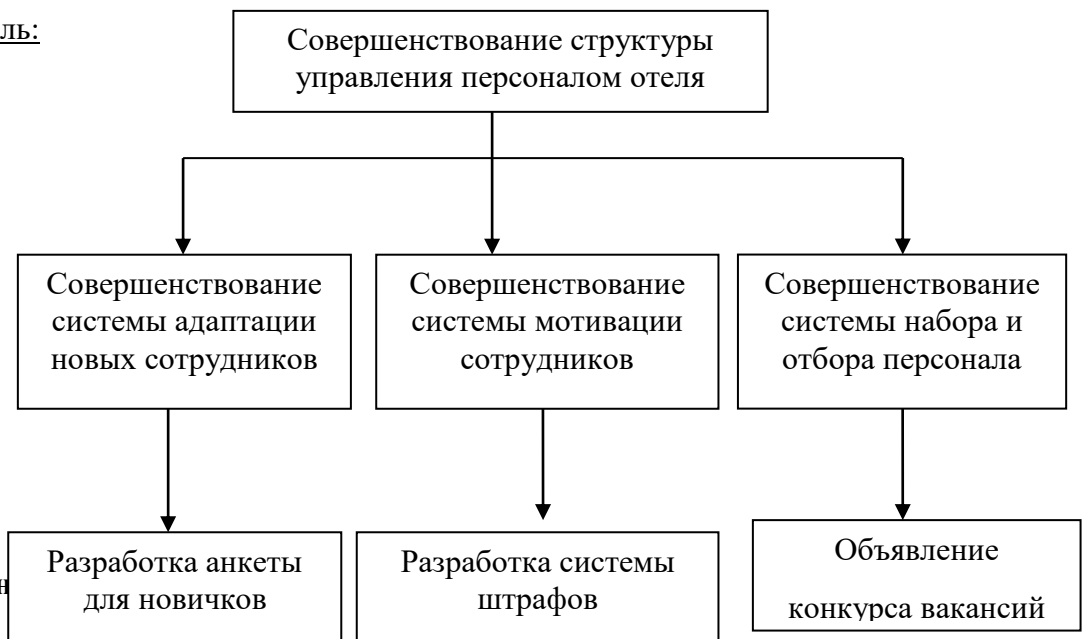 ль:
Совершенствование структуры
управления персоналом отеля
Совершенствование
системы адаптации
новых сотрудников
Совершенствование
системы мотивации
сотрудников
Совершенствование
системы набора и
отбора персонала
Разработка анкеты
для новичков
Разработка системы
штрафов
Объявление
конкурса вакансий